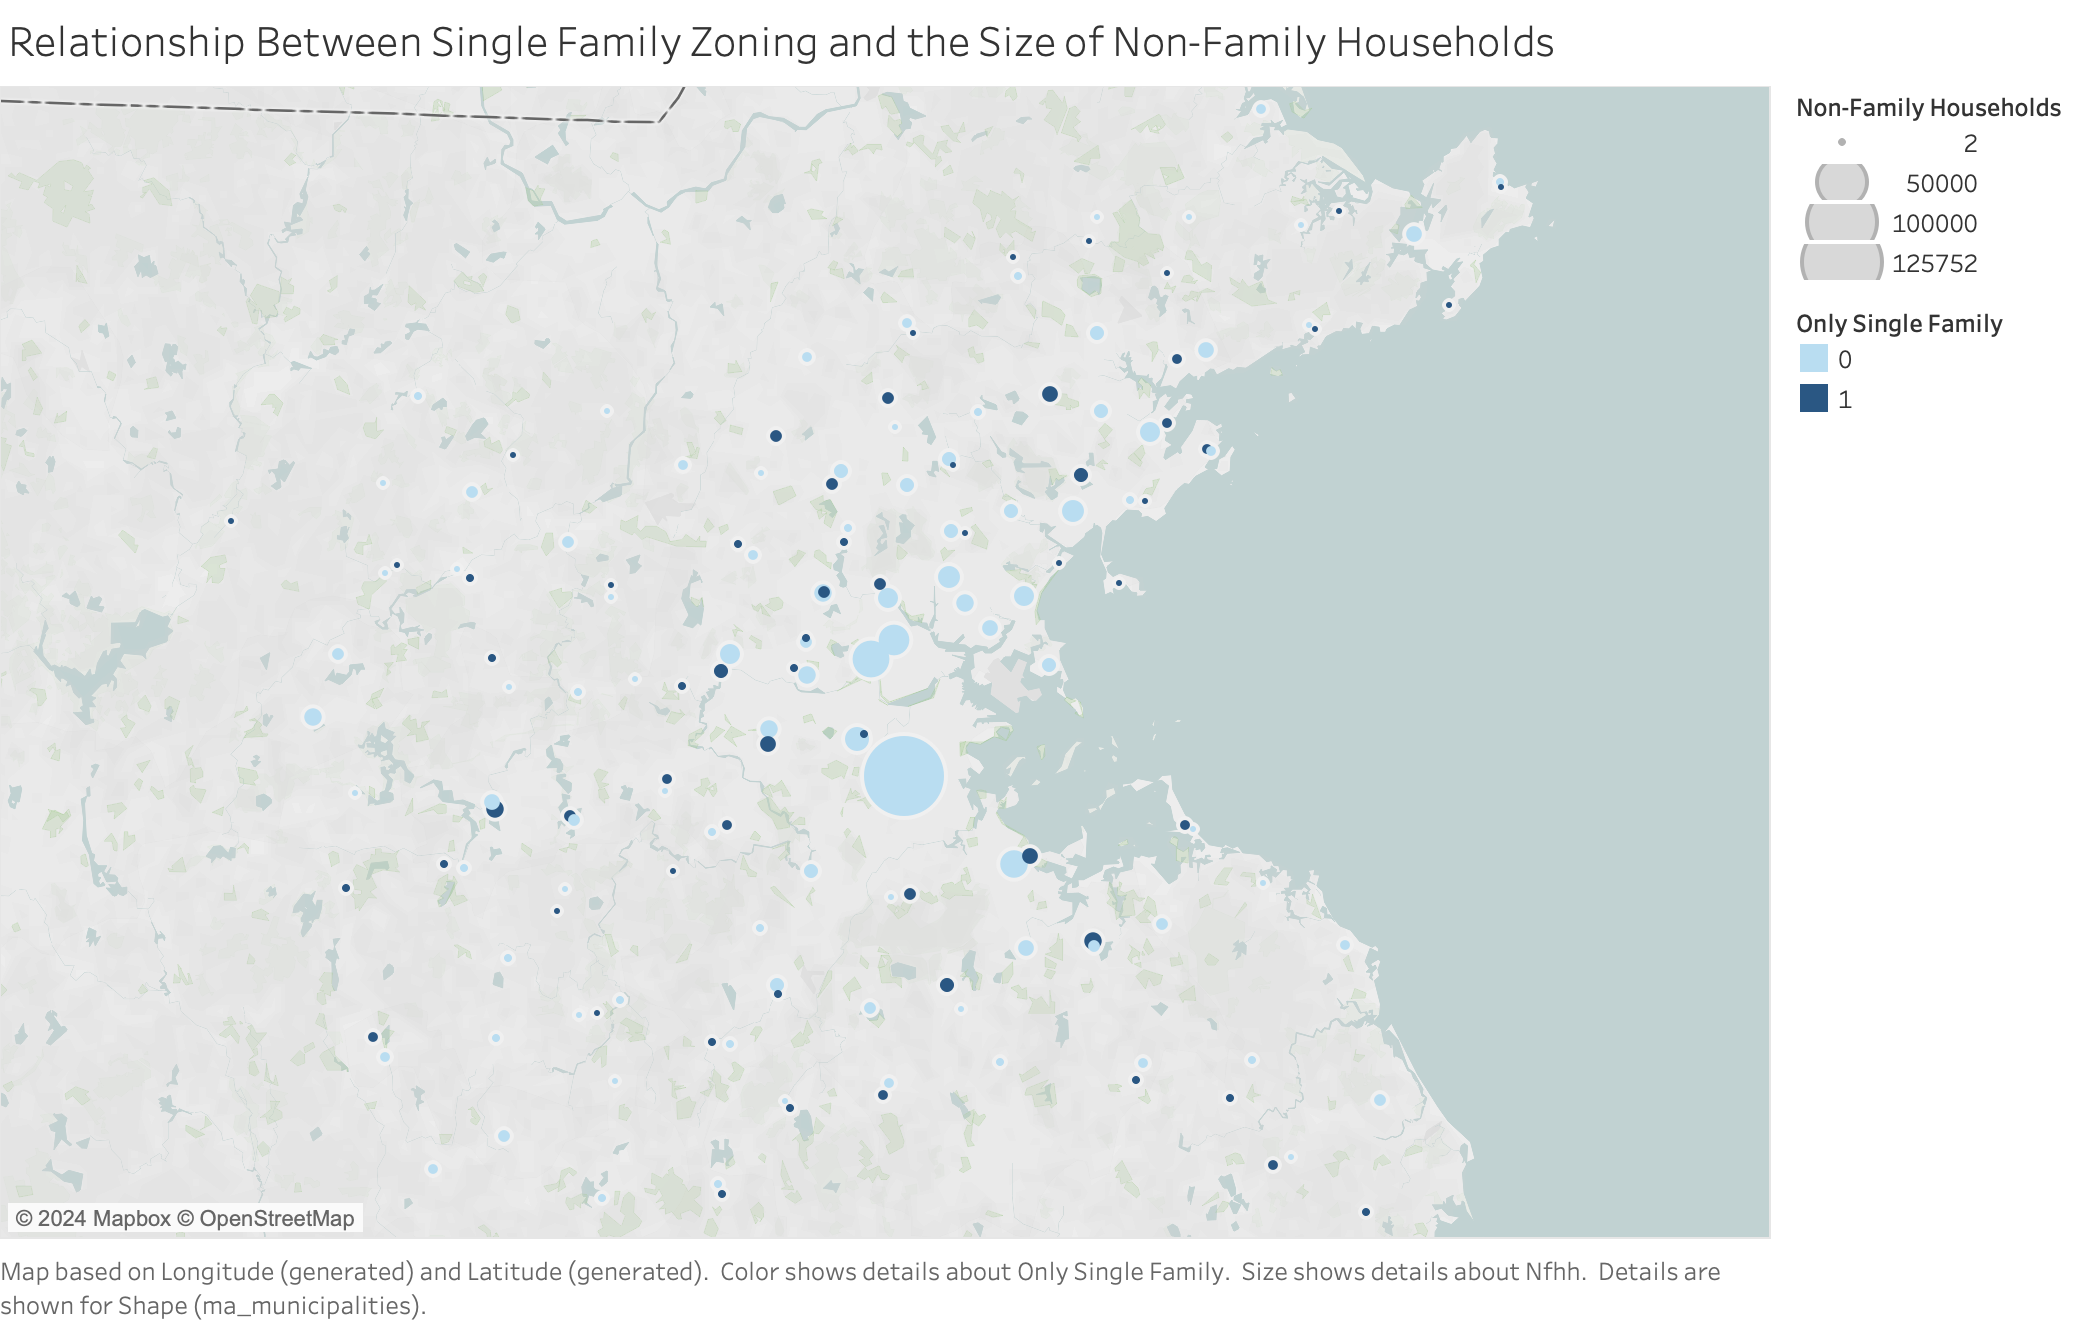 Relationship Between Single Family Zoning and the Size of Non-Family Households
Non-Family Households
2
50000
100000
125752
Only Single Family
0
1
© 2024 Mapbox © OpenStreetMap
Map based on Longitude (generated) and Latitude (generated). Color shows details about Only Single Family. Size shows details about Nfhh. Details are
shown for Shape (ma_municipalities).